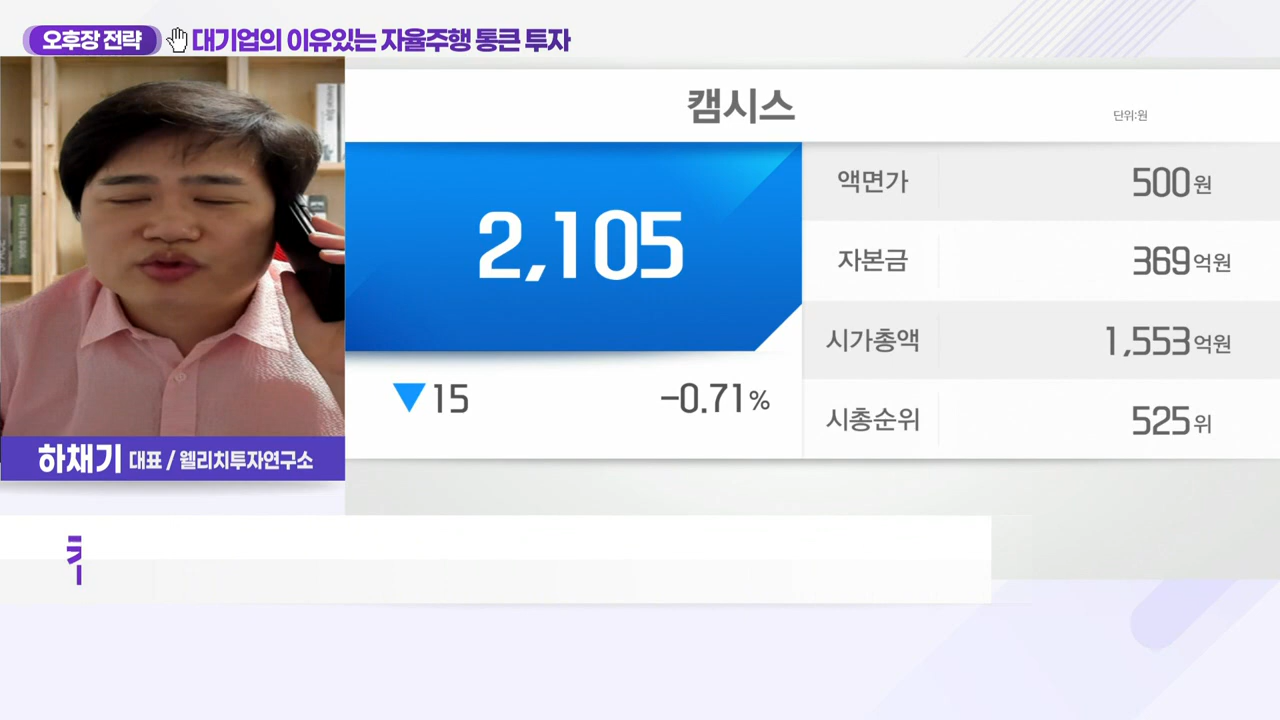 오후장 전략 대기업의 이유있는 자율주행 통큰 투자
캠시스
단위:원
2,105
▼15 -0.71%
액면가 500원
자본금 369억원
시가총액 1,553억원
시총순위 525위
하채기 대표 / 웰리치투자연구소